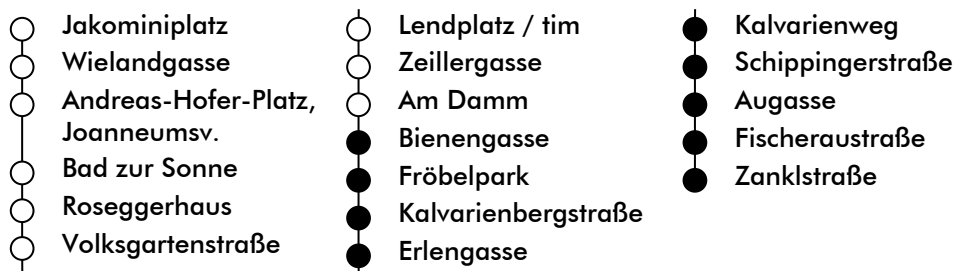 Jakominiplatz
Wielandgasse
Andreas-Hofer-Platz,
Joanneumsv.
Bad zur Sonne
Roseggerhaus
Volksgartenstraße
Lendplatz / tim
Zeillergasse
Am Damm
Bienengasse
Fröbelpark
Kalvarienbergstraße
Erlengasse
Kalvarienweg
Schippingerstraße
Augasse
Fischeraustraße
Zanklstraße